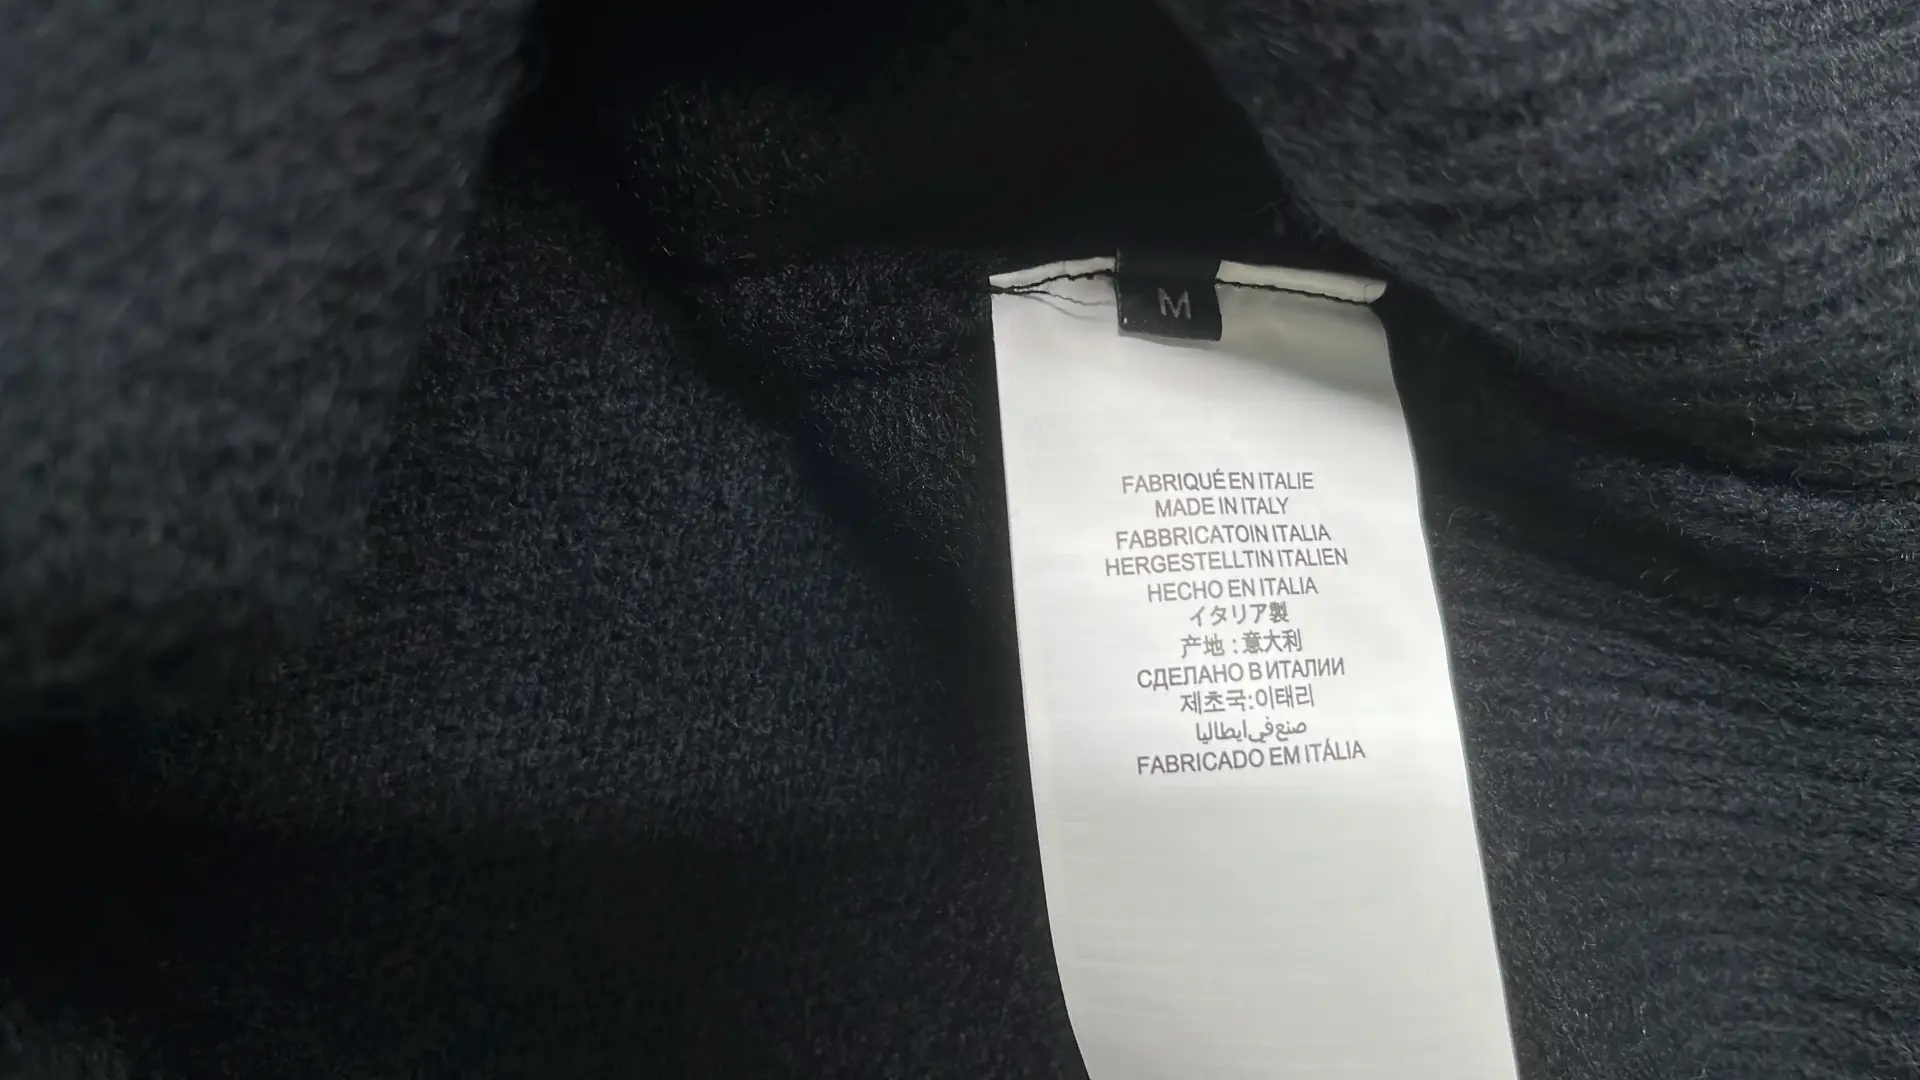 M
FABRIQUÉ EN ITALIE
MADE IN ITALY
FABBRICATOIN ITALIA
HERGESTELLTIN ITALIEN
HECHO EN ITALIA
イタリア製
产地：意大利
СДЕЛАНО В ИТАЛИИ
제초국:이태리
صنع في ايطاليا
FABRICADO EM ITÁLIA